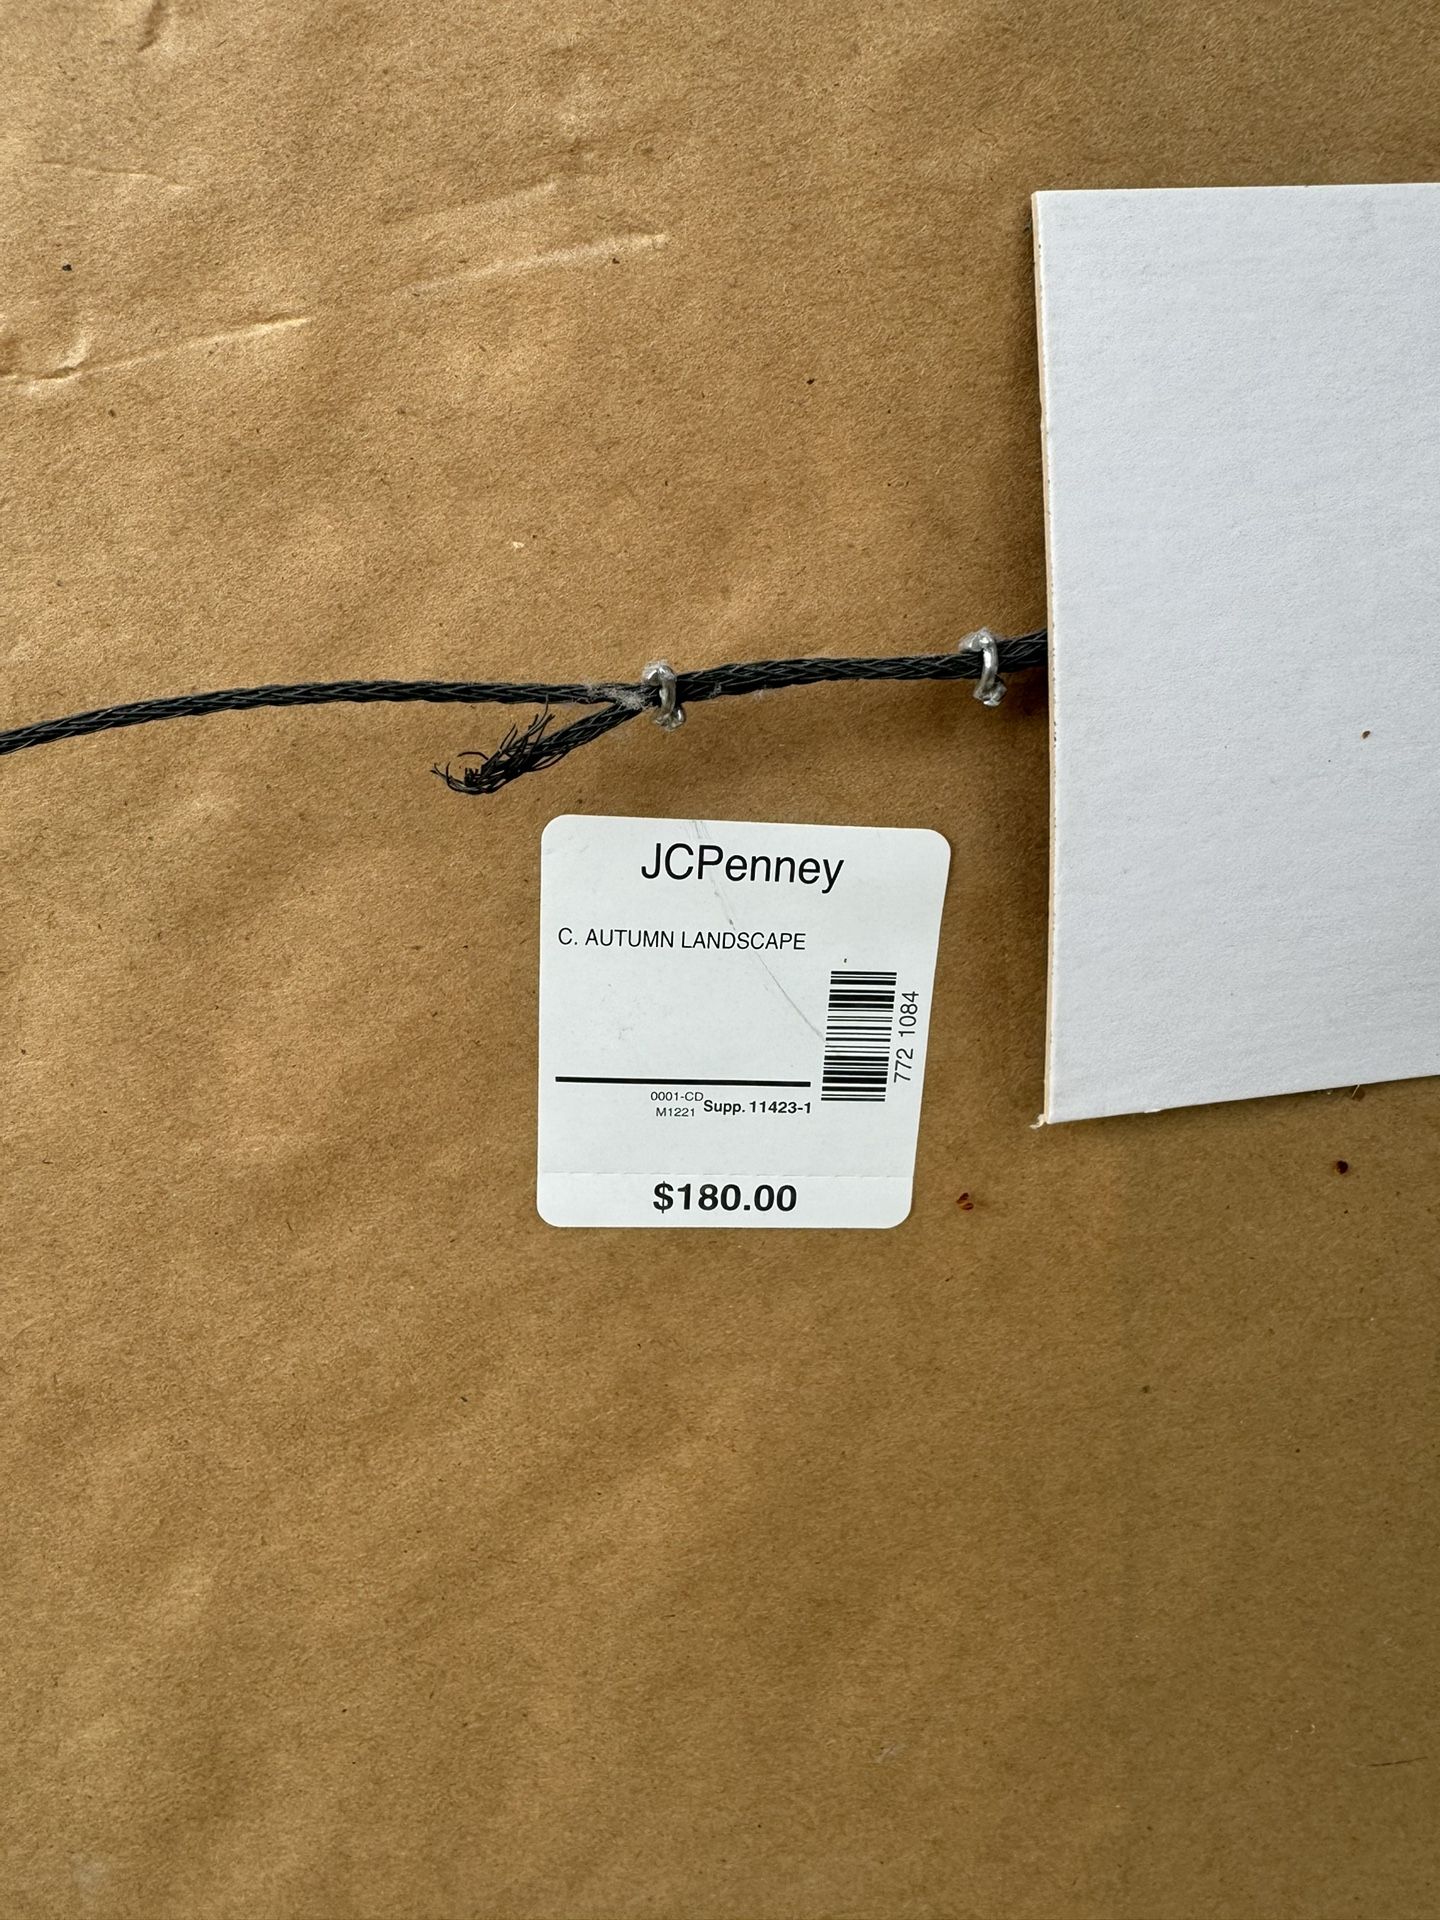 JCPenney
C. AUTUMN LANDSCAPE
772 1084
0001-CD
M1221 Supp. 11423-1
$180.00